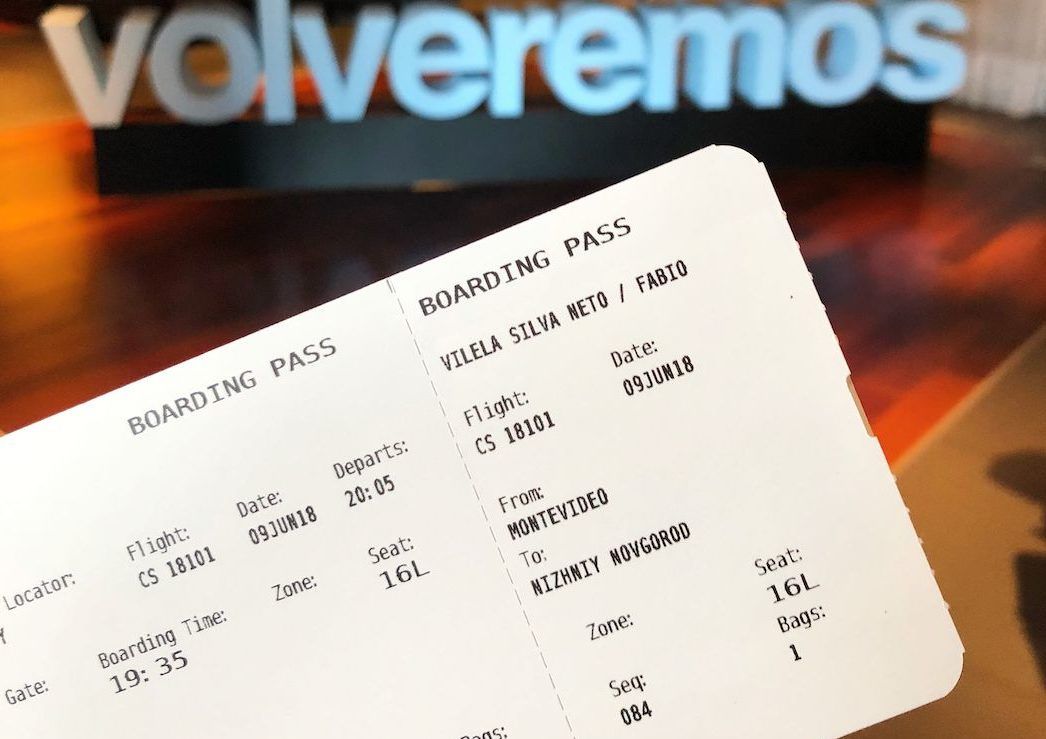 volveremos
BOARDING PASS
Flight:
CS 18101
Date:
09JUN18
Departs:
20:05
Locator:
Y
Boarding Time:
19: 35
Zone:
Seat:
16L
Gate:
BOARDING PASS
VILELA SILVA NETO / FABIO
Flight:
CS 18101
Date:
09JUN18
From:
MONTEVIDEO
To:
NIZHNIY NOVGOROD
Zone:
Seat:
16L
Bags:
1
Seq:
084